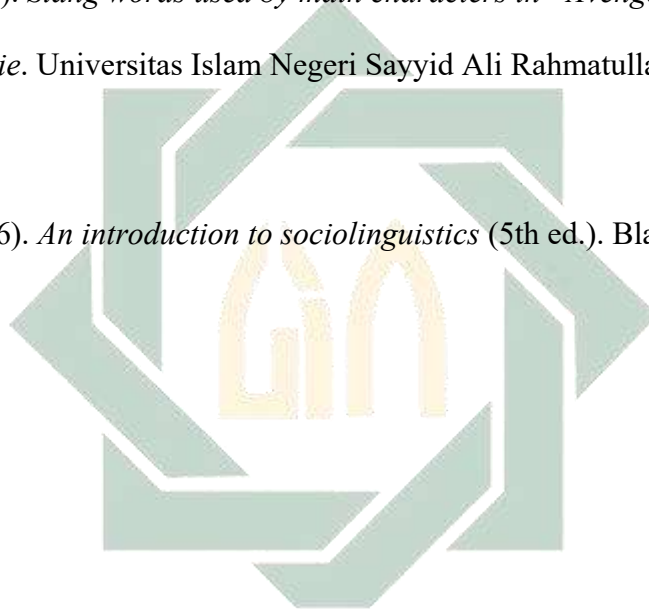 ). Slang words used by main characters in "Aveng
ie. Universitas Islam Negeri Sayyid Ali Rahmatulla
6). An introduction to sociolinguistics (5th ed.). Bla